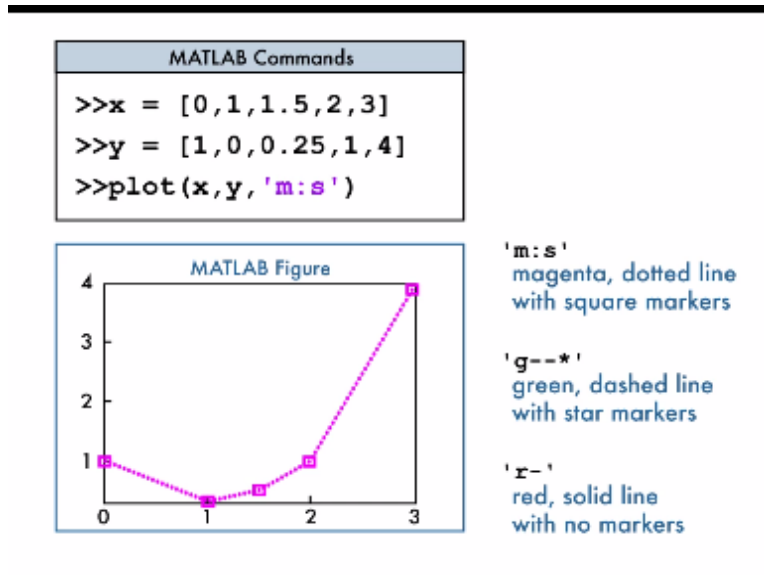 MATLAB Commands
>>x = [0,1,1.5,2,3]
>>y = [1,0,0.25,1,4]
>>plot(x,y,'m:s')
MATLAB Figure
4
3
2
1
0 1 2 3
'm:s'
magenta, dotted line
with square markers
'g--*'
green, dashed line
with star markers
'r-'
red, solid line
with no markers